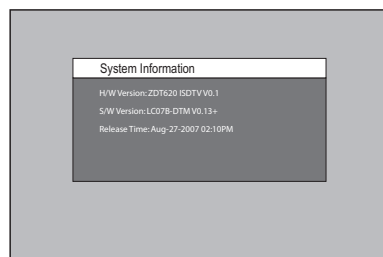 System Information
H/W Version: ZDT620 ISDTV V0.1
S/W Version: LC07B-DTM V0.13+
Release Time: Aug-27-2007 02:10PM